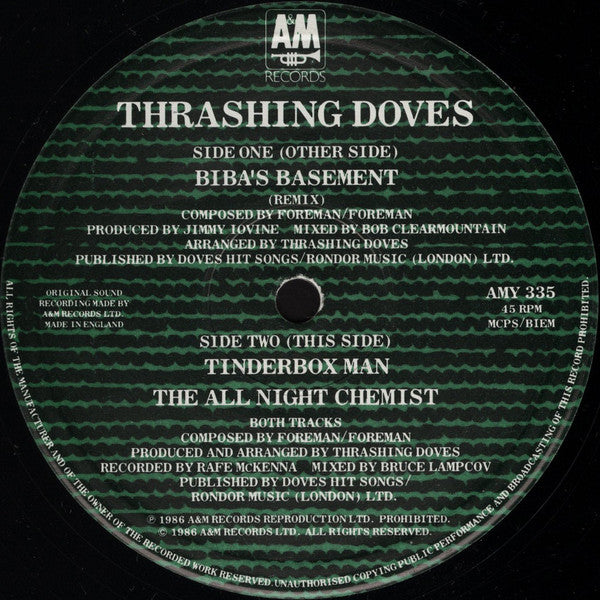 A&M
RECORDS
THRASHING DOVES
SIDE ONE (OTHER SIDE)
BIBA'S BASEMENT
(REMIX)
COMPOSED BY FOREMAN/FOREMAN
PRODUCED BY JIMMY IOVINE MIXED BY BOB CLEARMOUNTAIN
ARRANGED BY THRASHING DOVES
PUBLISHED BY DOVES HIT SONGS/RONDOR MUSIC (LONDON) LTD.
ORIGINAL SOUND
RECORDING MADE BY
A&M RECORDS LTD.
MADE IN ENGLAND
AMY 335
45 RPM
MCPS/BIEM
SIDE TWO (THIS SIDE)
TINDERBOX MAN
THE ALL NIGHT CHEMIST
BOTH TRACKS
COMPOSED BY FOREMAN/FOREMAN
PRODUCED AND ARRANGED BY THRASHING DOVES
RECORDED BY RAFE MCKENNA MIXED BY BRUCE LAMPCOV
PUBLISHED BY DOVES HIT SONGS/
RONDOR MUSIC (LONDON) LTD.
℗ 1986 A&M RECORDS REPRODUCTION LTD. PROHIBITED.
© 1986 A&M RECORDS LTD. ALL RIGHTS RESERVED.
ALL RIGHTS OF THE MANUFACTURER AND OF THE OWNER OF THE RECORDED WORK RESERVED. UNAUTHORISED COPYING PUBLIC PERFORMANCE AND BROADCASTING OF THIS RECORD PROHIBITED.